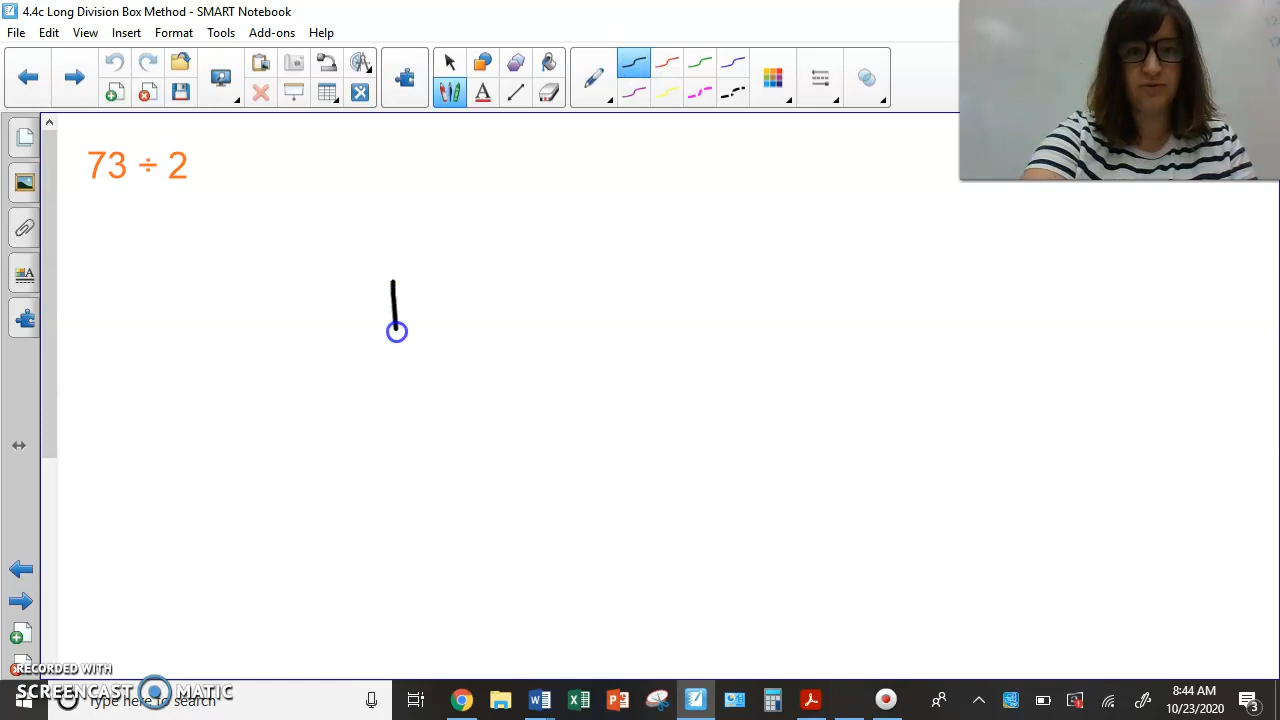 4.4c Long Division Box Method - SMART Notebook
File Edit View Insert Format Tools Add-ons Help
73 ÷ 2
RECORDED WITH
SCREENCAST MATIC
Type here to search
8:44 AM
10/23/2020
3